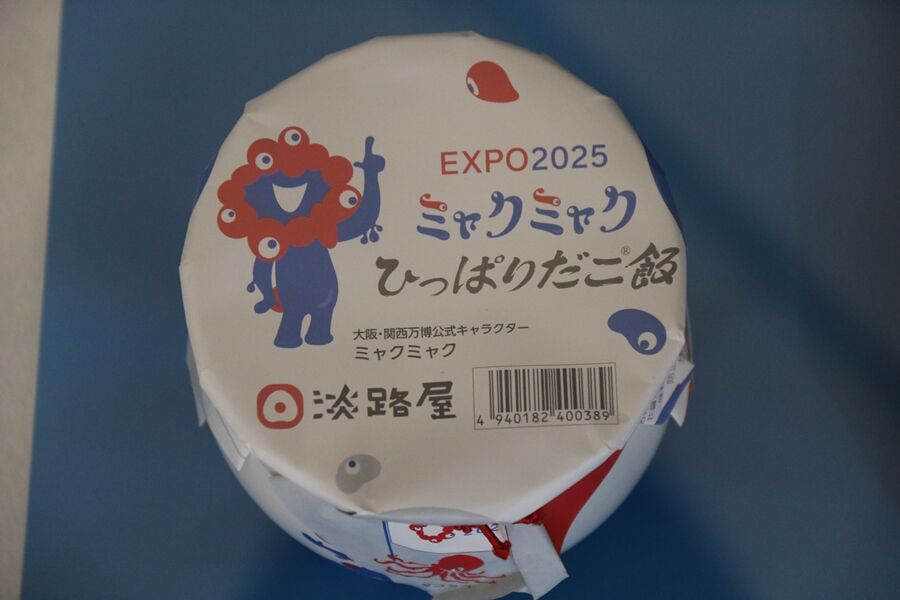 EXPO2025
ミャクミャク
ひっぱりだこ®飯
大阪・関西万博公式キャラクター
ミャクミャク
淡路屋
4 940182 400389